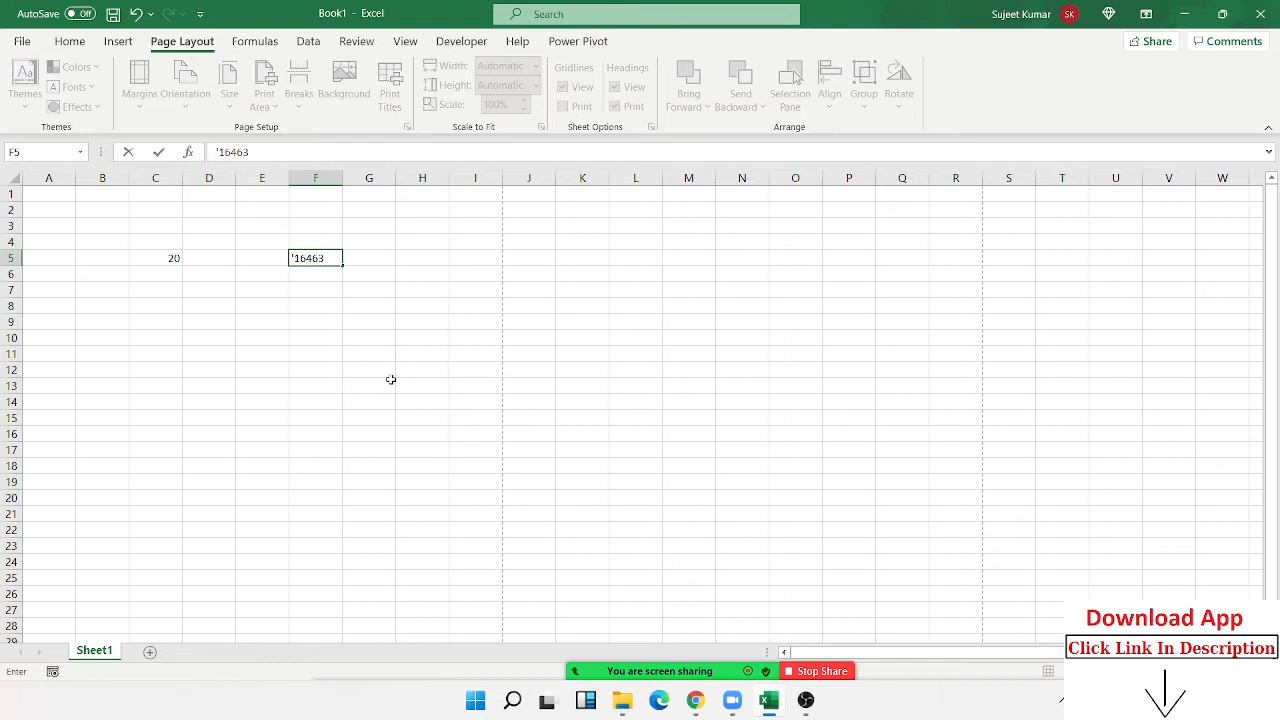 AutoSave Off Book1 - Excel Search Sujeet Kumar SK
File Home Insert Page Layout Formulas Data Review View Developer Help Power Pivot Share Comments
Themes Colors Fonts Effects Margins Orientation Size Print Area Breaks Background Print Titles Width: Automatic Height: Automatic Scale: 100% Gridlines View Print Headings View Print Bring Forward Send Backward Selection Pane Align Group Rotate
Themes Page Setup Scale to Fit Sheet Options Arrange
F5 fx '16463
A B C D E F G H I J K L M N O P Q R S T U V W
1
2
3
4
5 20 '16463
6
7
8
9
10
11
12
13
14
15
16
17
18
19
20
21
22
23
24
25
26
27
28
29
Download App
Click Link In Description
Sheet1
Enter You are screen sharing Stop Share